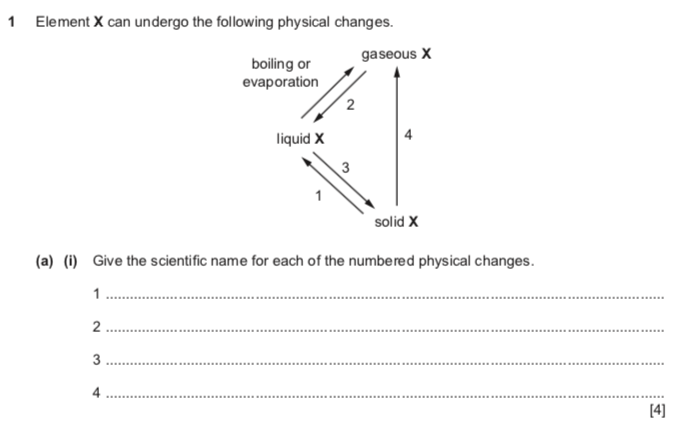 1 Element X can undergo the following physical changes.
gaseous X
boiling or
evaporation
2
liquid X
4
3
1
solid X
(a) (i) Give the scientific name for each of the numbered physical changes.
1 ........................................................................................................................
2 ........................................................................................................................
3 ........................................................................................................................
4 ........................................................................................................................
[4]